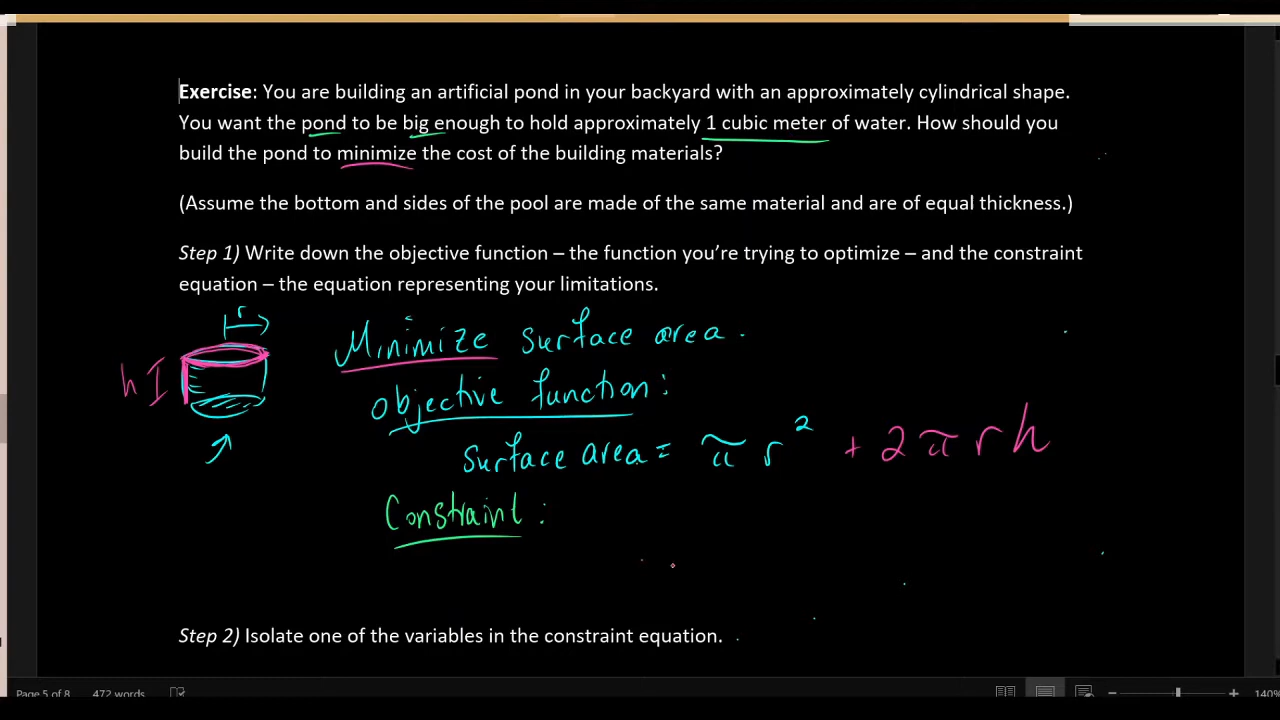 Exercise: You are building an artificial pond in your backyard with an approximately cylindrical shape.
You want the pond to be big enough to hold approximately 1 cubic meter of water. How should you
build the pond to minimize the cost of the building materials?
(Assume the bottom and sides of the pool are made of the same material and are of equal thickness.)
Step 1) Write down the objective function – the function you're trying to optimize – and the constraint
equation – the equation representing your limitations.
r
Minimize surface area.
h
objective function:
Surface area = π r² + 2 π r h
Constraint:
Step 2) Isolate one of the variables in the constraint equation.
Page 5 of 8 472 words 140%